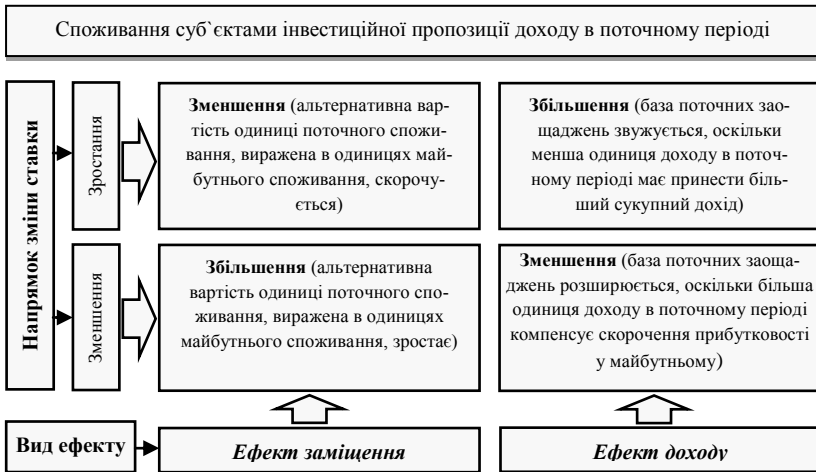 Споживання суб`єктами інвестиційної пропозиції доходу в поточному періоді
Напрямок зміни ставки
Зростання
Зменшення (альтернативна вар-
тість одиниці поточного спожи-
вання, виражена в одиницях май-
бутнього споживання, скорочу-
ється)
Збільшення (база поточних зао-
щаджень звужується, оскільки
менша одиниця доходу в поточ-
ному періоді має принести біль-
ший сукупний дохід)
Зменшення
Збільшення (альтернативна
вартість одиниці поточного спо-
живання, виражена в одиницях
майбутнього споживання, зростає)
Зменшення (база поточних заоща-
джень розширюється, оскільки більша
одиниця доходу в поточному періоді
компенсує скорочення прибутковості
у майбутньому)
Вид ефекту
Ефект заміщення
Ефект доходу